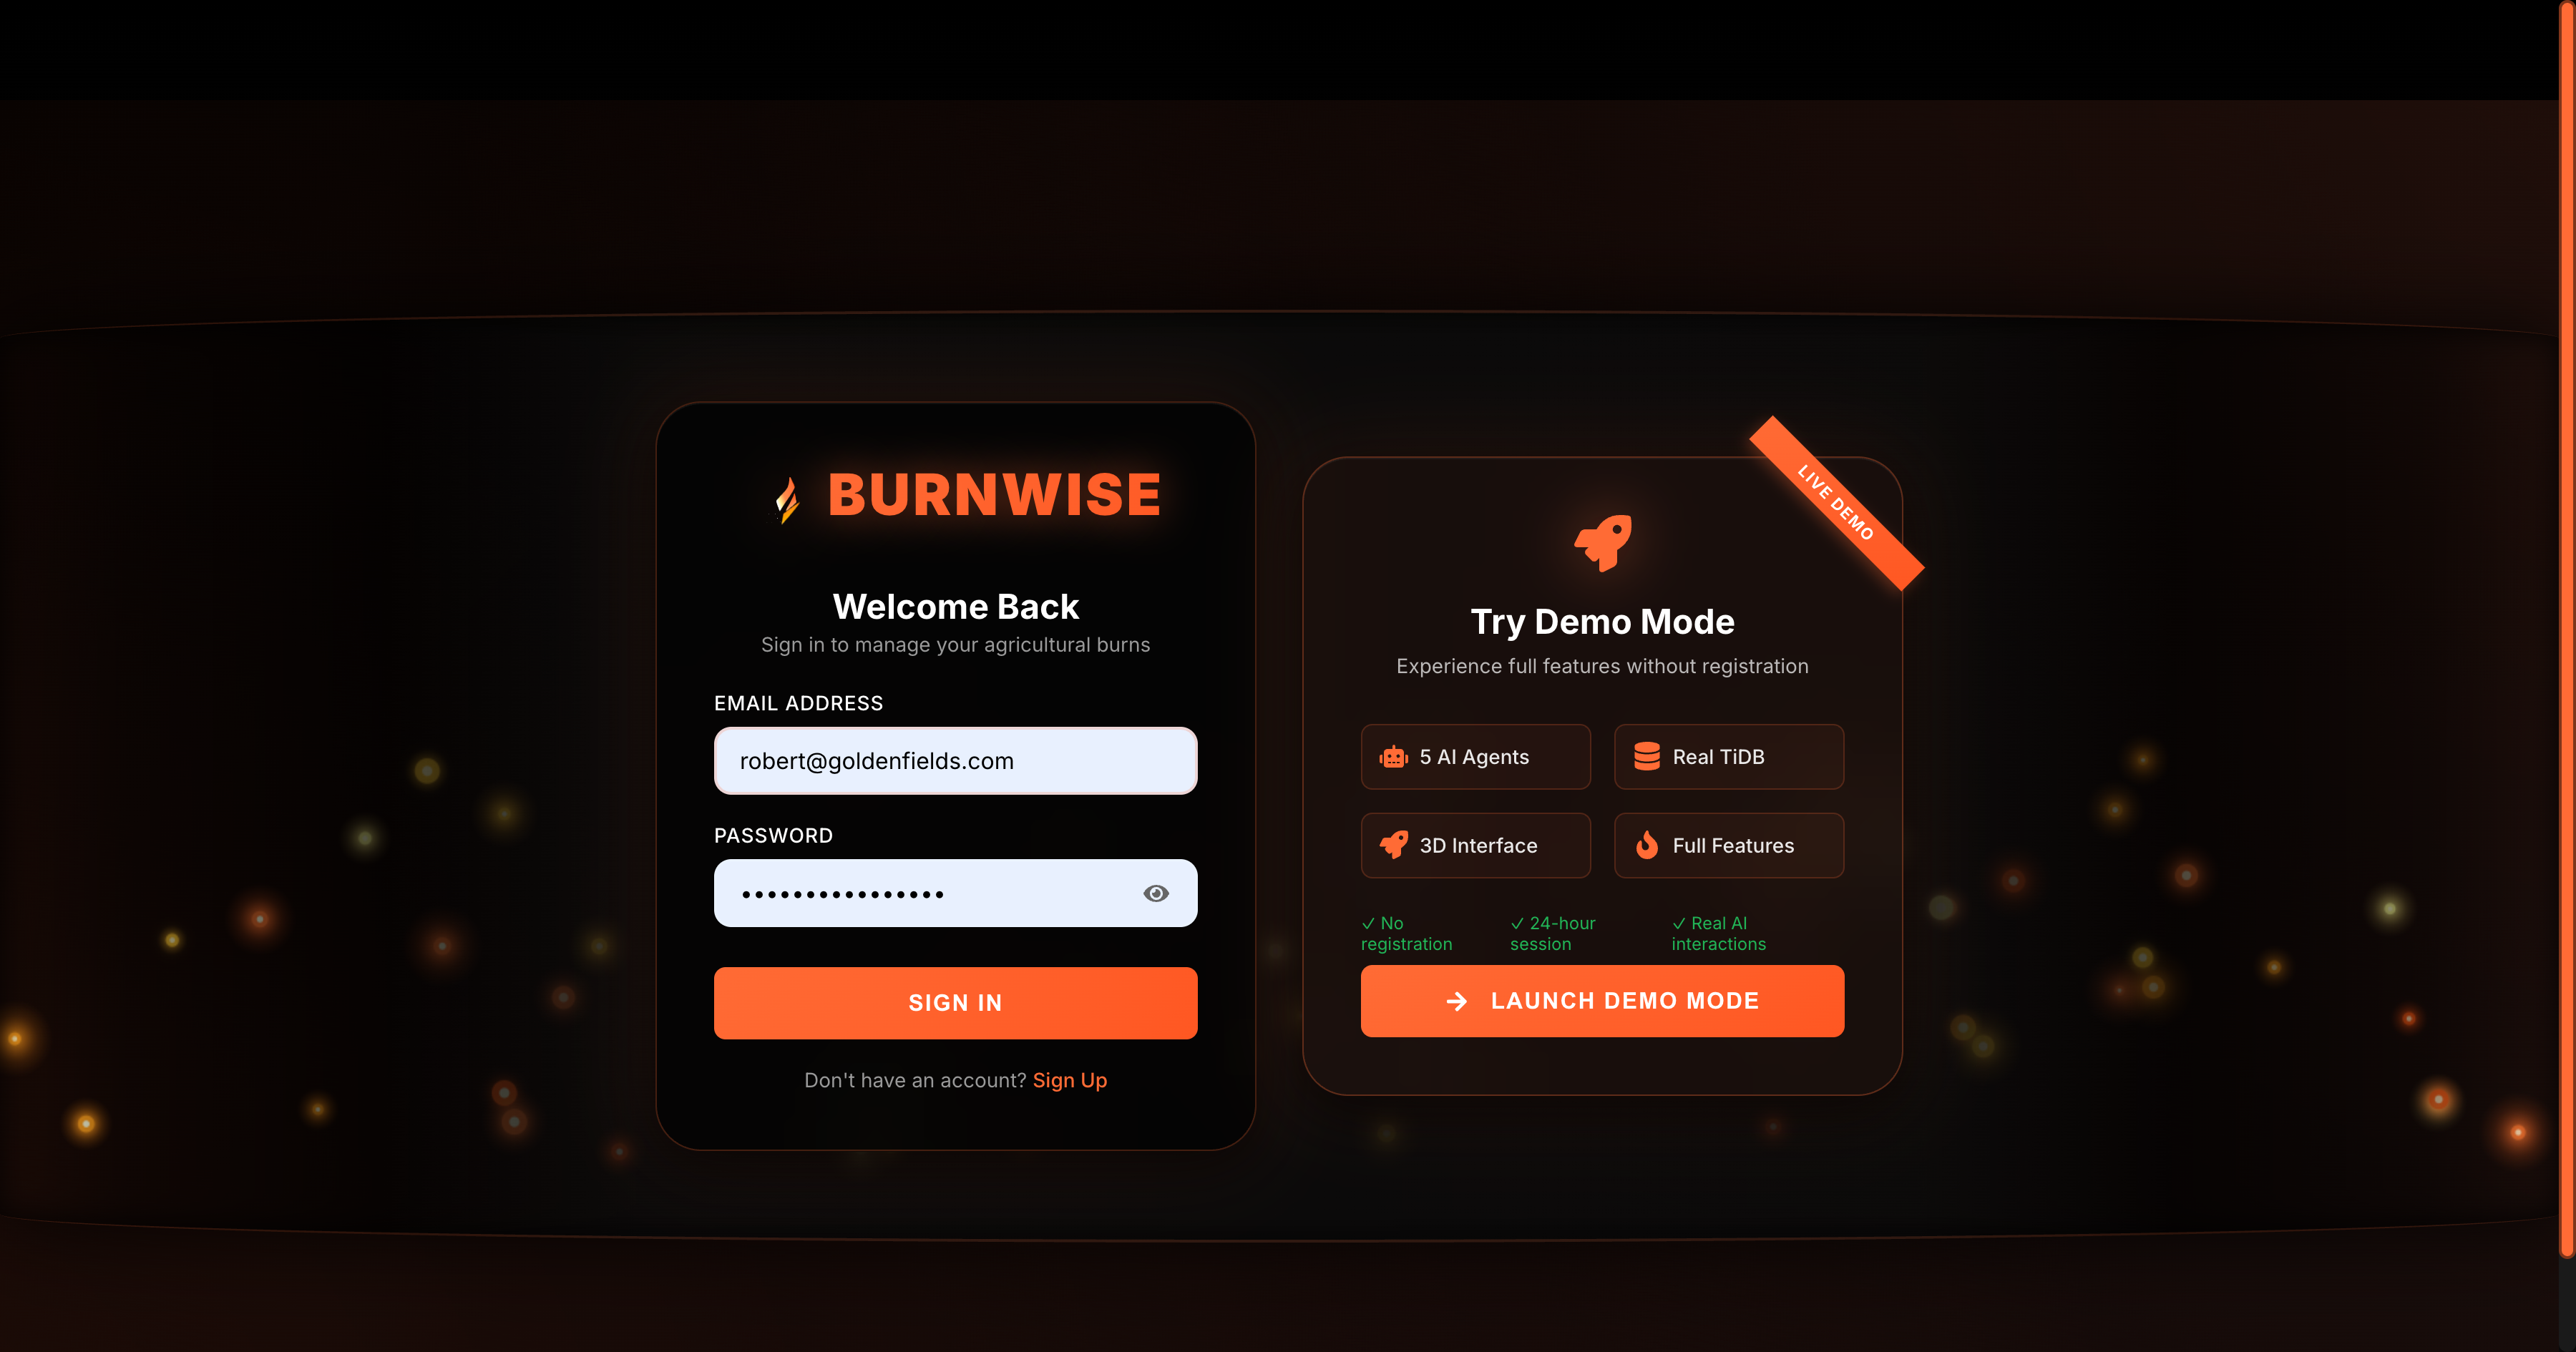 BURNWISE
Welcome Back
Sign in to manage your agricultural burns
EMAIL ADDRESS
robert@goldenfields.com
PASSWORD
••••••••••••••••
SIGN IN
Don't have an account? Sign Up
LIVE DEMO
Try Demo Mode
Experience full features without registration
5 AI Agents
Real TiDB
3D Interface
Full Features
✓ No
registration
✓ 24-hour
session
✓ Real AI
interactions
LAUNCH DEMO MODE